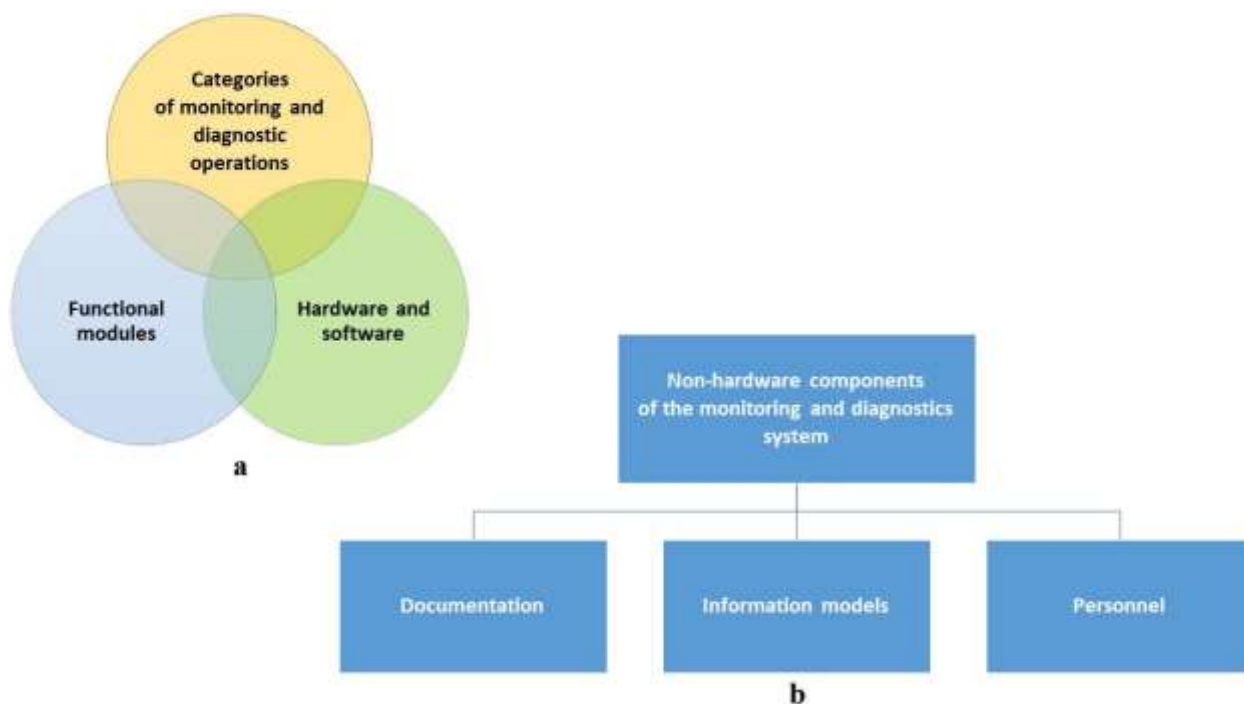 Categories
of monitoring and
diagnostic
operations
Functional
modules
Hardware and
software
a
Non-hardware components
of the monitoring and diagnostics
system
Documentation
Information models
Personnel
b